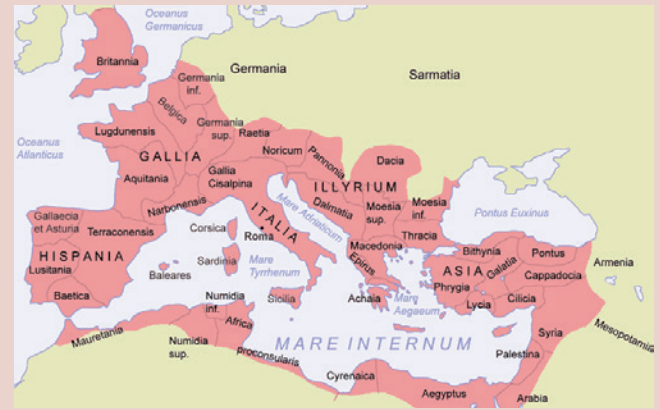 Oceanus
Germanicus
Britannia
Germania
Sarmatia
Germania
inf.
Belgica
Oceanus
Atlanticus
Lugdunensis
Germania
sup.
Raetia
Noricum
Pannonia
Dacia
GALLIA
Gallia
Cisalpina
Aquitania
ILLYRIUM
Narbonensis
Dalmatia
Moesia
sup.
Moesia
inf.
Pontus Euxinus
Gallaecia
et Asturia
Terraconensis
ITALIA
Mare Adriaticum
Corsica
Roma
Macedonia
Thracia
Bithynia
Pontus
HISPANIA
Lusitania
Baleares
Sardinia
Mare
Tyrrhenum
Epirus
ASIA
Galatia
Cappadocia
Armenia
Phrygia
Baetica
Numidia
inf.
Sicilia
Achaia
Mare
Aegaeum
Lycia
Cilicia
Mauretania
Africa
Numidia
sup.
proconsularis
MARE INTERNUM
Syria
Mesopotamia
Palestina
Cyrenaica
Aegyptus
Arabia